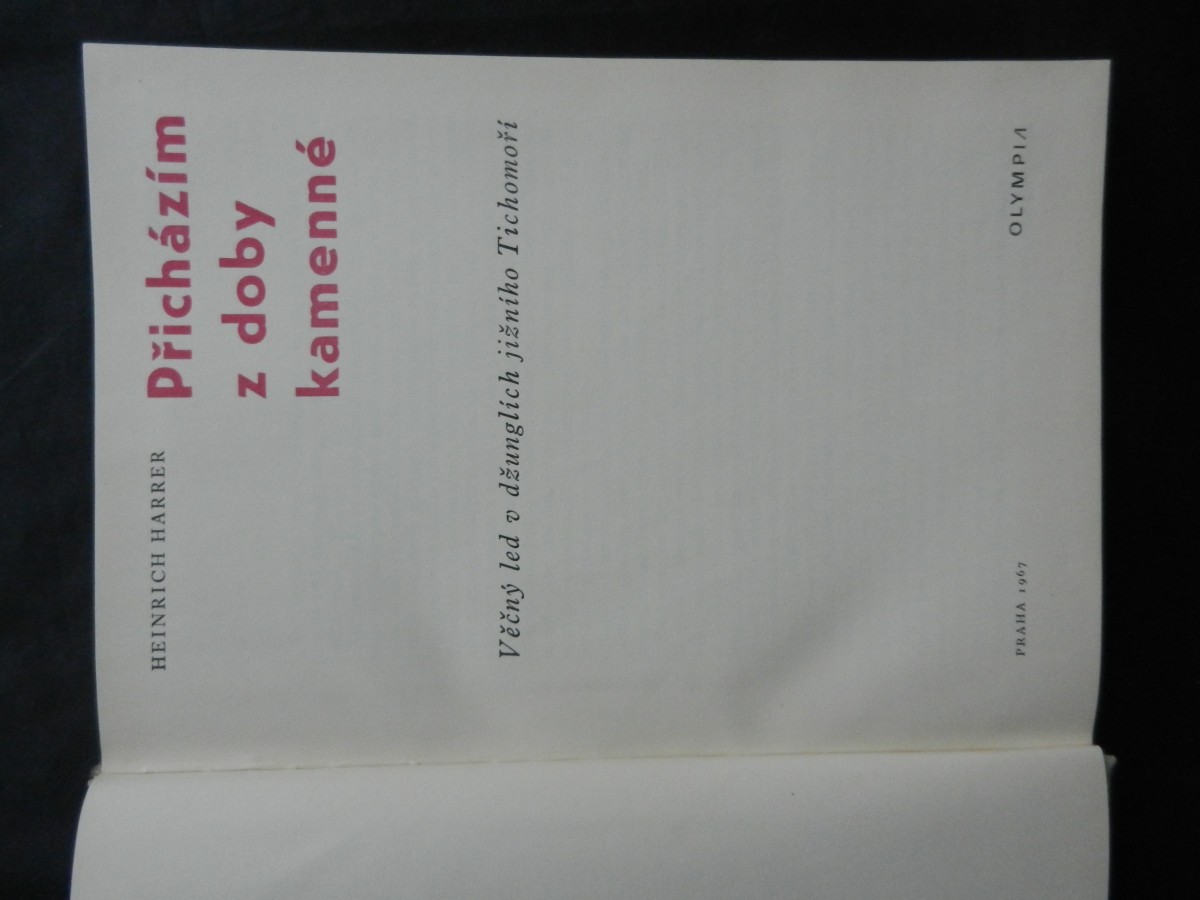 HEINRICH HARRER
Přicházím
z doby
kamenné
Věčný led v džunglích jižního Tichomoří
PRAHA 1967
OLYMPIA